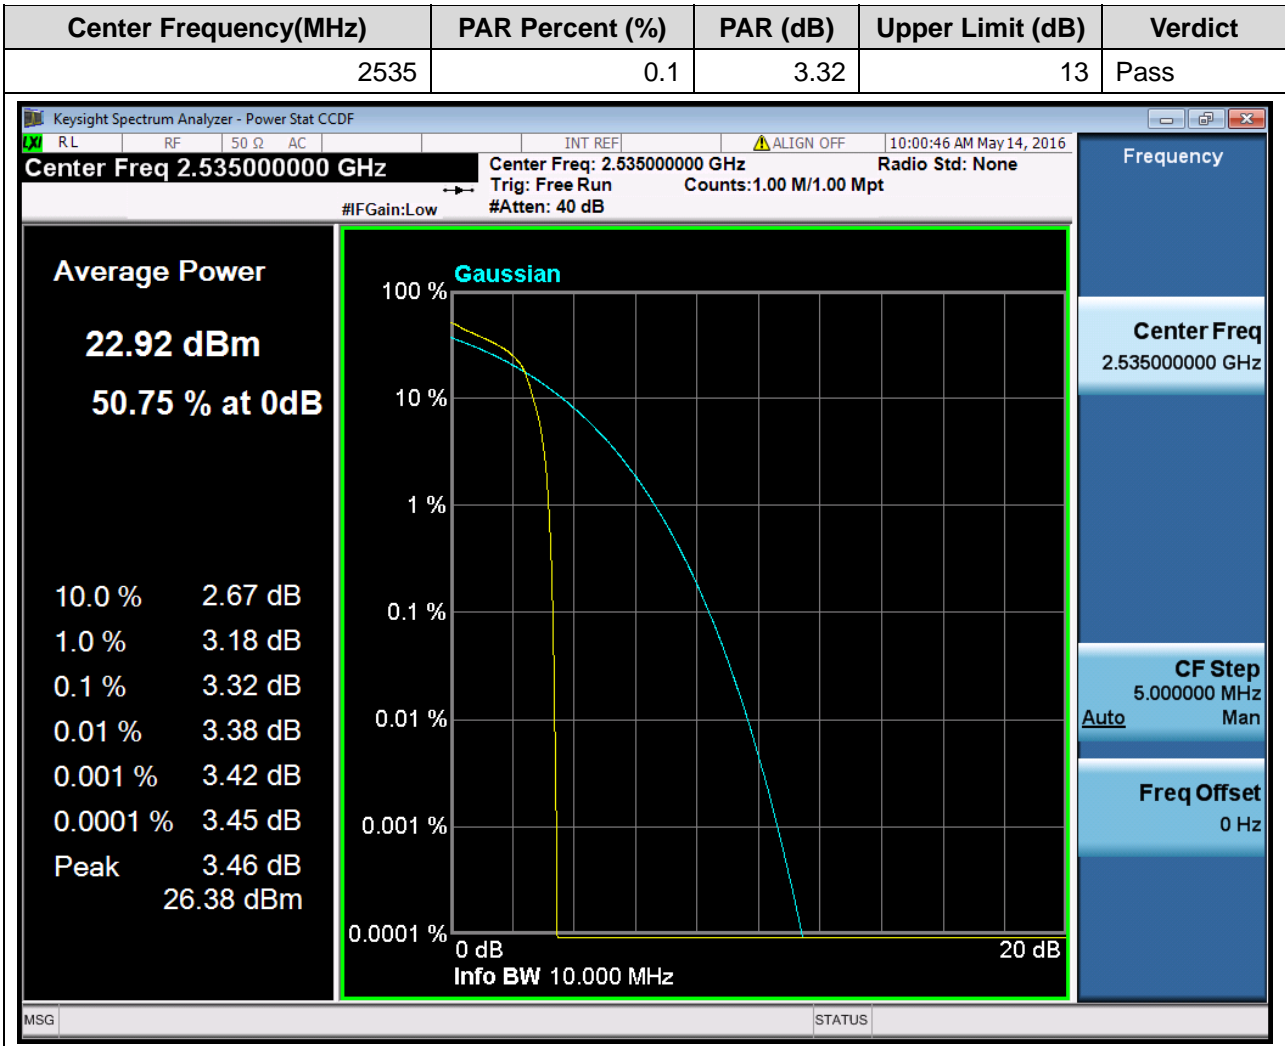 Center Frequency(MHz) PAR Percent (%) PAR (dB) Upper Limit (dB) Verdict
2535 0.1 3.32 13 Pass
Keysight Spectrum Analyzer - Power Stat CCDF
LXI RL RF 50 Ω AC INT REF ALIGN OFF 10:00:46 AM May 14, 2016
Center Freq 2.535000000 GHz
Center Freq: 2.535000000 GHz Radio Std: None
Trig: Free Run Counts:1.00 M/1.00 Mpt
#IFGain:Low #Atten: 40 dB
Frequency
Average Power
22.92 dBm
50.75 % at 0dB
10.0 % 2.67 dB
1.0 % 3.18 dB
0.1 % 3.32 dB
0.01 % 3.38 dB
0.001 % 3.42 dB
0.0001 % 3.45 dB
Peak 3.46 dB
26.38 dBm
Gaussian
100 %
10 %
1 %
0.1 %
0.01 %
0.001 %
0.0001 %
0 dB 20 dB
Info BW 10.000 MHz
Center Freq
2.535000000 GHz
CF Step
5.000000 MHz
Auto Man
Freq Offset
0 Hz
MSG STATUS